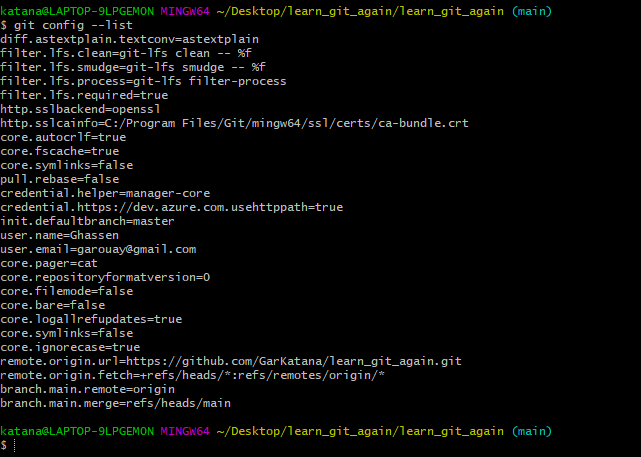 katana@LAPTOP-9LPGEMON MINGW64 ~/Desktop/learn_git_again/learn_git_again (main)
$ git config --list
diff.astextplain.textconv=astextplain
filter.lfs.clean=git-lfs clean -- %f
filter.lfs.smudge=git-lfs smudge -- %f
filter.lfs.process=git-lfs filter-process
filter.lfs.required=true
http.sslbackend=openssl
http.sslcainfo=C:/Program Files/Git/mingw64/ssl/certs/ca-bundle.crt
core.autocrlf=true
core.fscache=true
core.symlinks=false
pull.rebase=false
credential.helper=manager-core
credential.https://dev.azure.com.usehttppath=true
init.defaultbranch=master
user.name=Ghassen
user.email=garouay@gmail.com
core.pager=cat
core.repositoryformatversion=0
core.filemode=false
core.bare=false
core.logallrefupdates=true
core.symlinks=false
core.ignorecase=true
remote.origin.url=https://github.com/GarKatana/learn_git_again.git
remote.origin.fetch=+refs/heads/*:refs/remotes/origin/*
branch.main.remote=origin
branch.main.merge=refs/heads/main
katana@LAPTOP-9LPGEMON MINGW64 ~/Desktop/learn_git_again/learn_git_again (main)
$